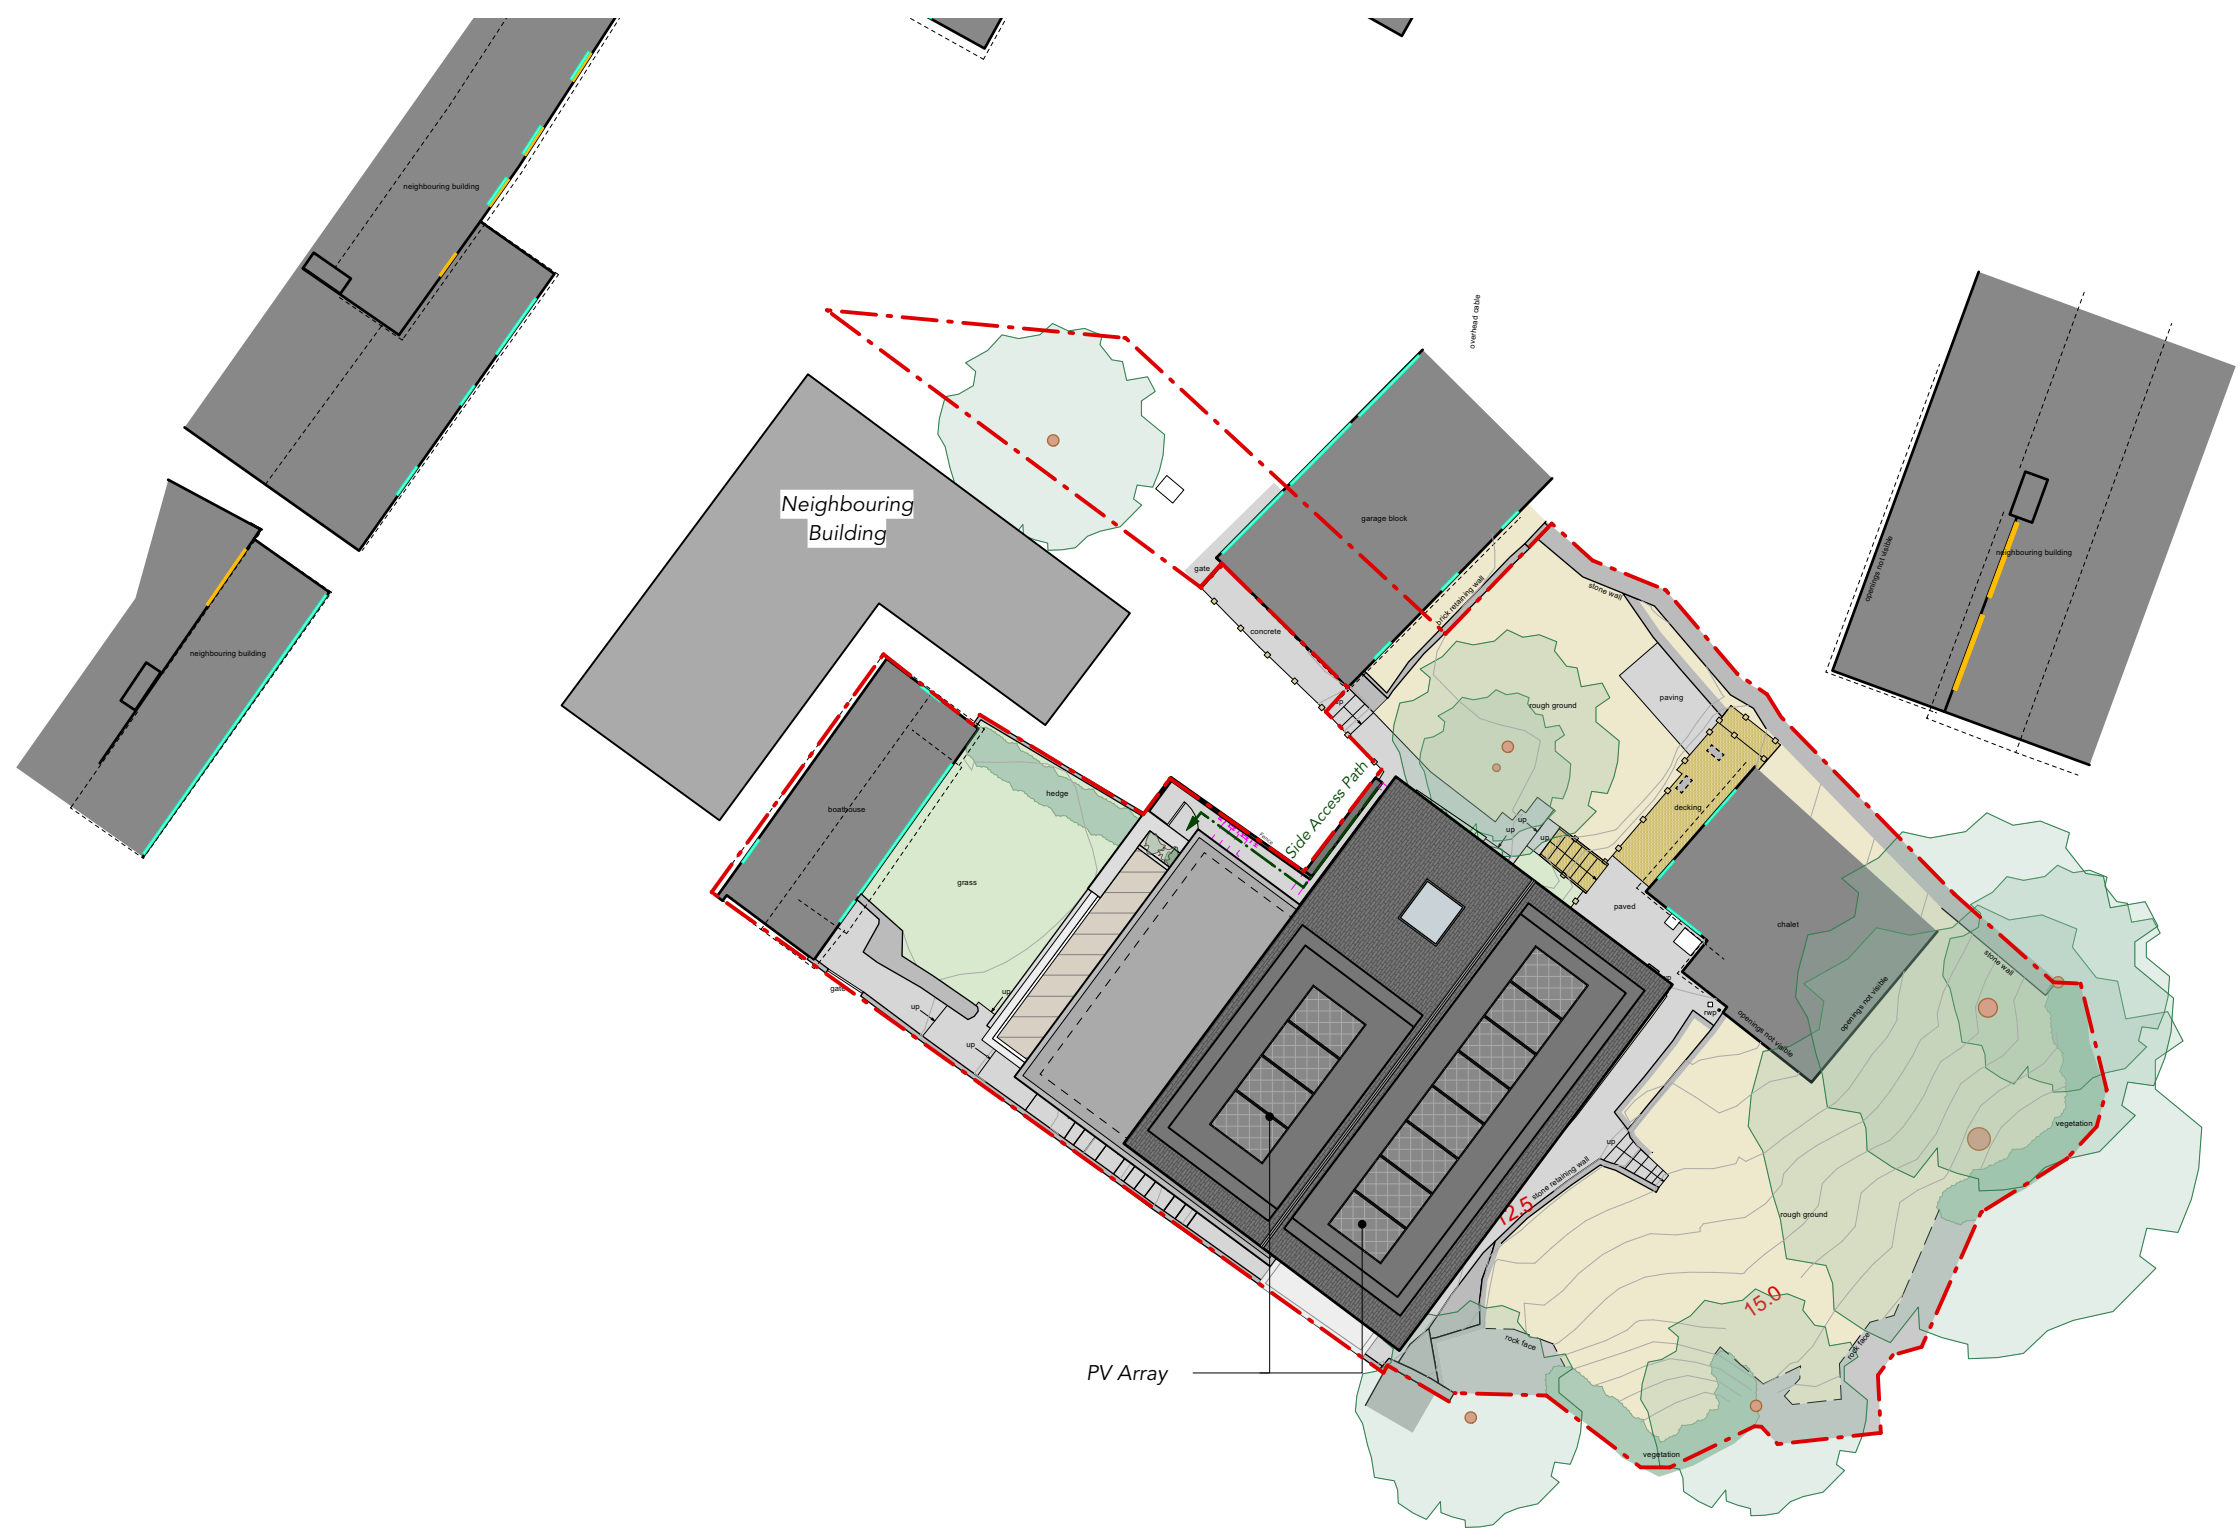 neighbouring building
overhead cable
Neighbouring
Building
garage block
openings not visible
neighbouring building
gate
brick retaining wall
stone wall
concrete
neighbouring building
paving
rough ground
up
Side Access Path
hedge
boathouse
decking
up
up
up
grass
paved
chalet
stone wall
gate
up
up
up
rwp
openings not visible
openings not visible
vegetation
up
stone retaining wall
12.5
rough ground
15.0
rock face
rock face
PV Array
vegetation